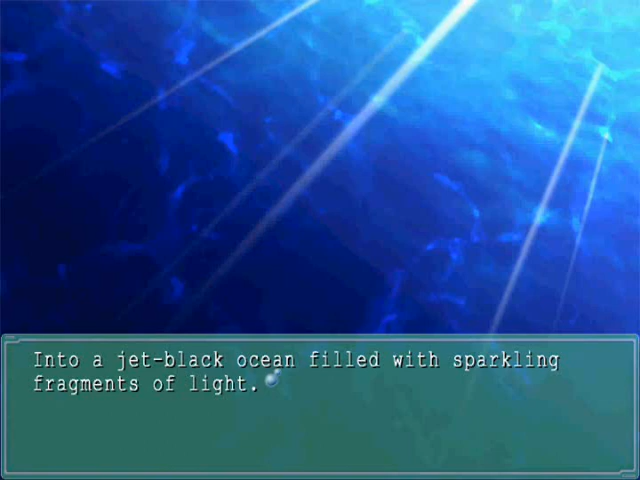 Into a jet-black ocean filled with sparkling
fragments of light.